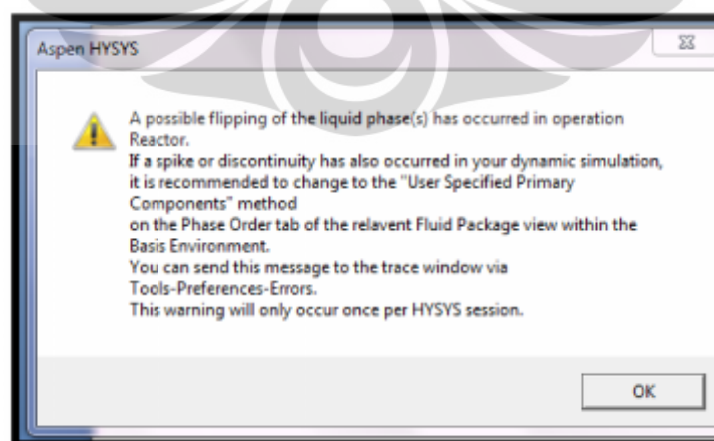 Aspen HYSYS
A possible flipping of the liquid phase(s) has occurred in operation
Reactor.
If a spike or discontinuity has also occurred in your dynamic simulation,
it is recommended to change to the "User Specified Primary
Components" method
on the Phase Order tab of the relavent Fluid Package view within the
Basis Environment.
You can send this message to the trace window via
Tools-Preferences-Errors.
This warning will only occur once per HYSYS session.
OK